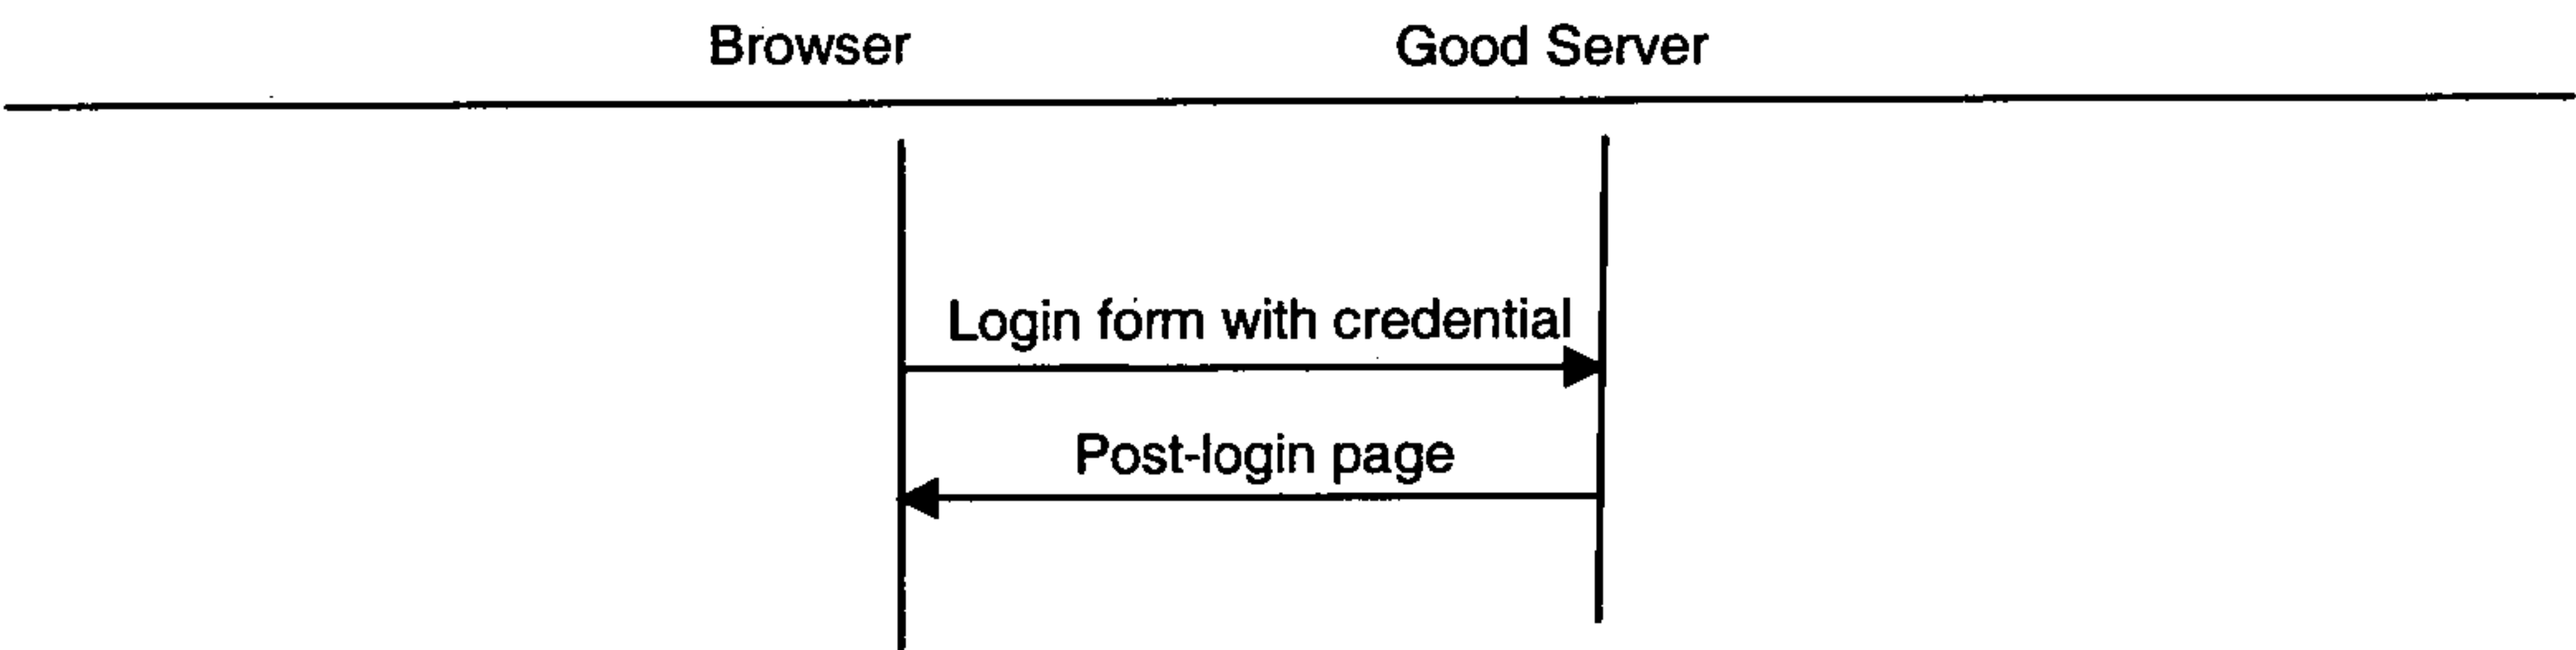 Browser
Good Server
Login form with credential
Post-login page